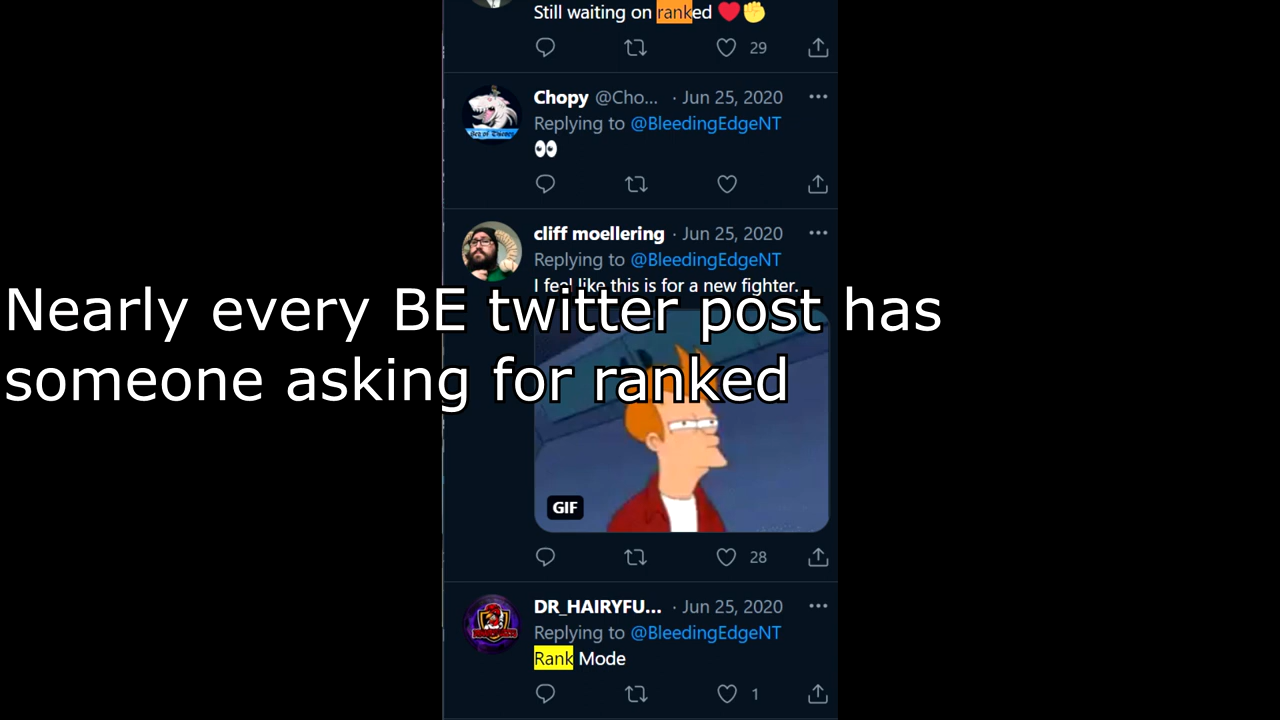 Still waiting on ranked ❤️✊
29
Chopy @Cho... · Jun 25, 2020
Replying to @BleedingEdgeNT
👀
cliff moellering · Jun 25, 2020
Replying to @BleedingEdgeNT
I feel like this is for a new fighter.
Nearly every BE twitter post has
someone asking for ranked
GIF
28
DR_HAIRYFU... · Jun 25, 2020
Replying to @BleedingEdgeNT
Rank Mode
1